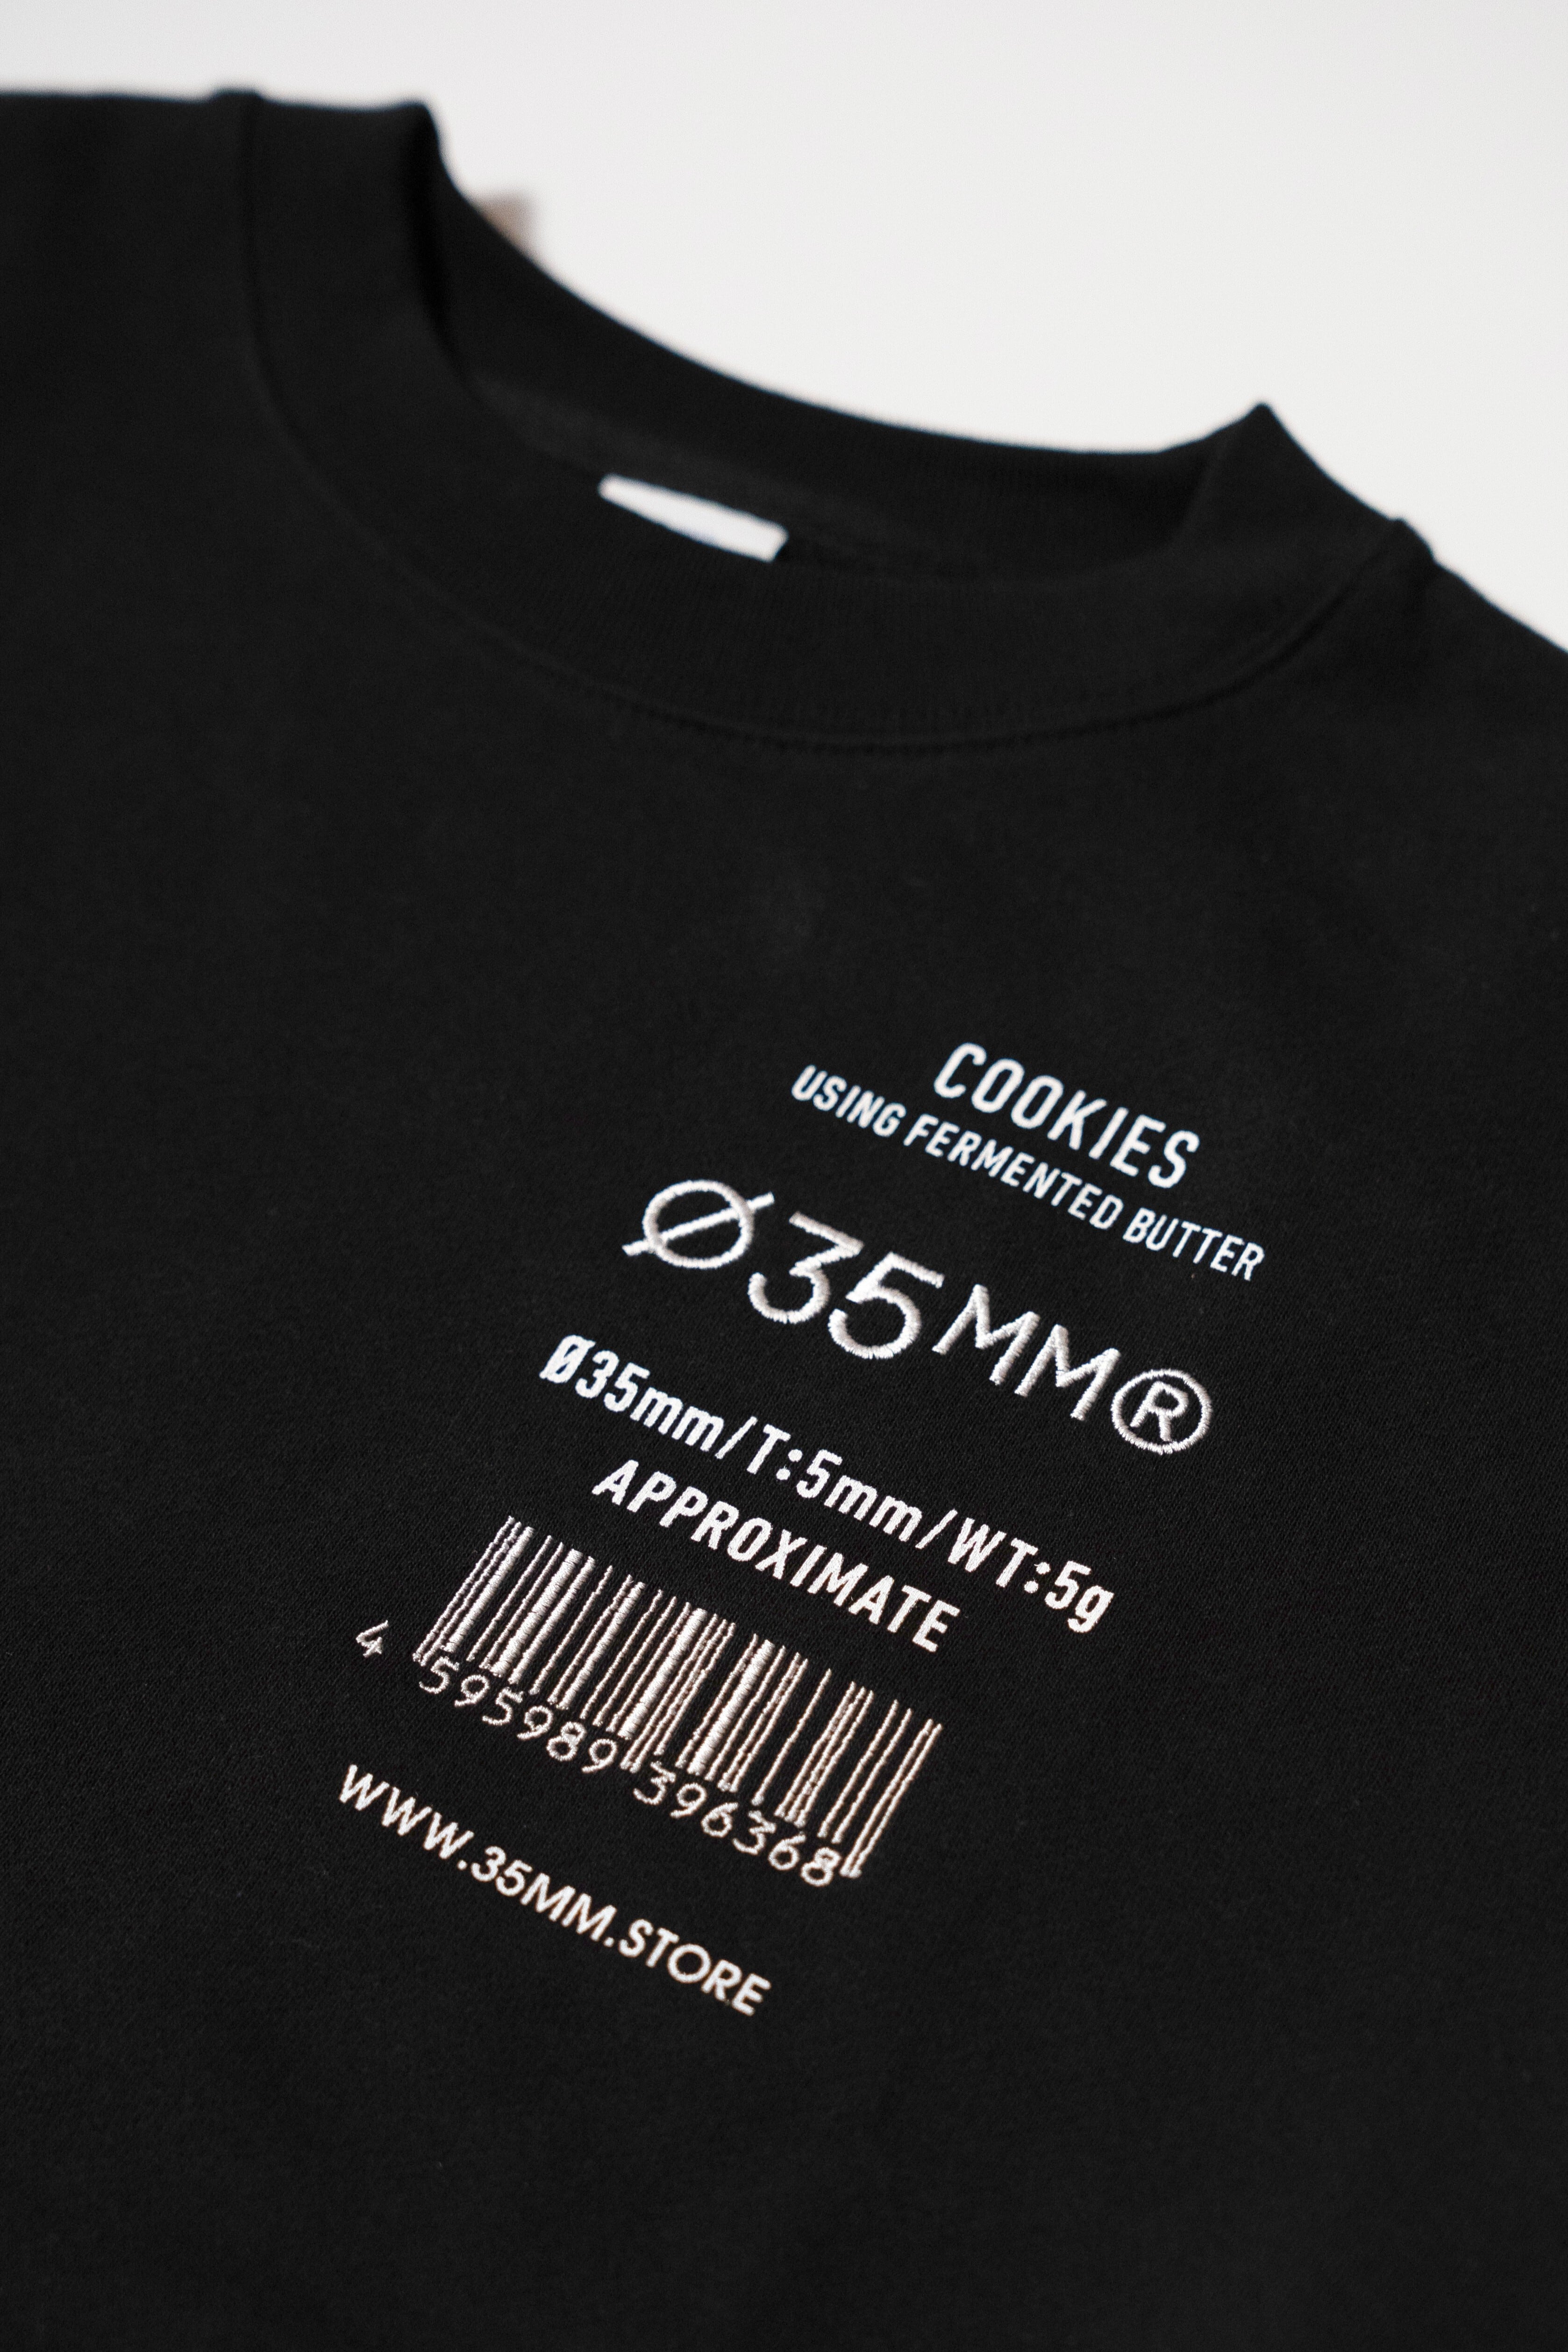 COOKIES
USING FERMENTED BUTTER
Ø35MM®
Ø35mm/T:5mm/WT:5g
APPROXIMATE
4 595989 396368
WWW.35MM.STORE